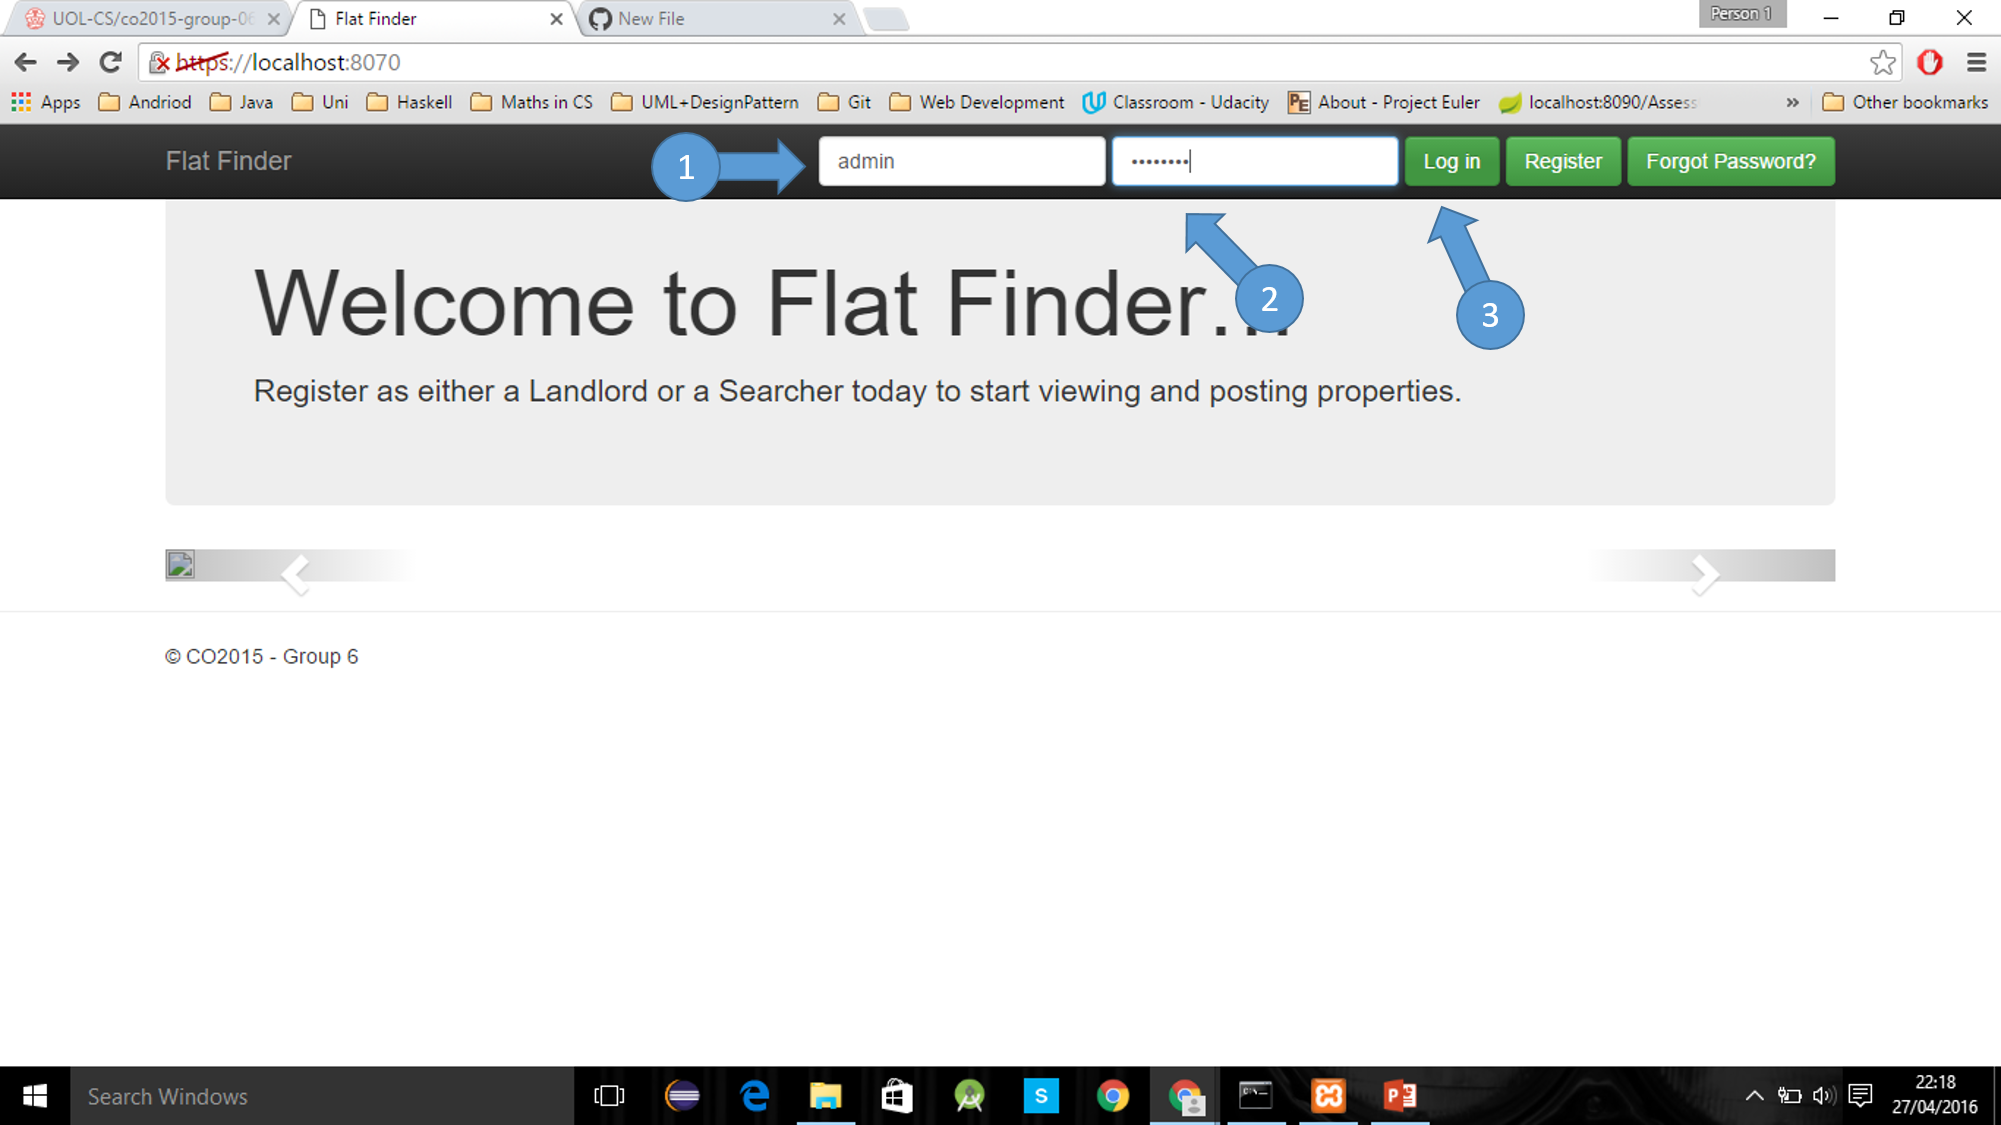 UOL-CS/co2015-group-06
Flat Finder
New File
Person 1
https://localhost:8070
Apps
Andriod
Java
Uni
Haskell
Maths in CS
UML+DesignPattern
Git
Web Development
Classroom - Udacity
PE
About - Project Euler
localhost:8090/Assess
»
Other bookmarks
Flat Finder
1
admin
••••••••
Log in
Register
Forgot Password?
2
3
Welcome to Flat Finder...
Register as either a Landlord or a Searcher today to start viewing and posting properties.
© CO2015 - Group 6
Search Windows
S
P
22:18
27/04/2016